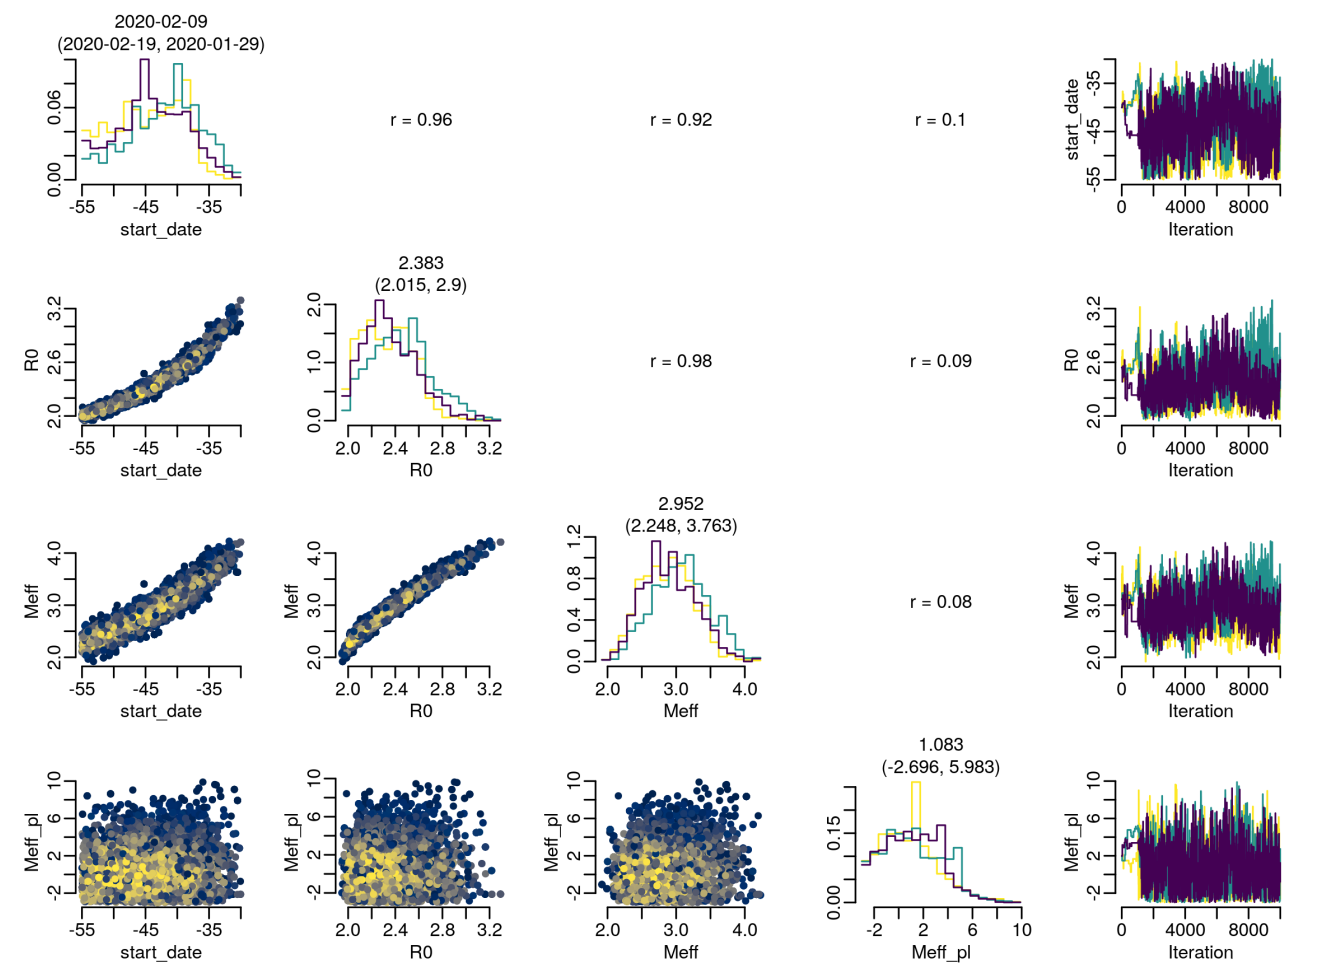 2020-02-09
(2020-02-19, 2020-01-29)
0.06
0.00
-55 -45 -35
start_date
r = 0.96
r = 0.92
r = 0.1
start_date
-35
-45
-55
0 4000 8000
Iteration
R0
3.2
2.6
2.0
-55 -45 -35
start_date
2.383
(2.015, 2.9)
2.0
1.0
0.0
2.0 2.4 2.8 3.2
R0
r = 0.98
r = 0.09
R0
3.2
2.6
2.0
0 4000 8000
Iteration
Meff
4.0
3.0
2.0
-55 -45 -35
start_date
Meff
4.0
3.0
2.0
2.0 2.4 2.8 3.2
R0
2.952
(2.248, 3.763)
1.2
0.8
0.4
0.0
2.0 3.0 4.0
Meff
r = 0.08
Meff
4.0
3.0
2.0
0 4000 8000
Iteration
Meff_pl
10
6
2
-2
-55 -45 -35
start_date
Meff_pl
10
6
2
-2
2.0 2.4 2.8 3.2
R0
Meff_pl
10
6
2
-2
2.0 3.0 4.0
Meff
1.083
(-2.696, 5.983)
0.15
0.00
-2 2 6 10
Meff_pl
Meff_pl
10
6
2
-2
0 4000 8000
Iteration